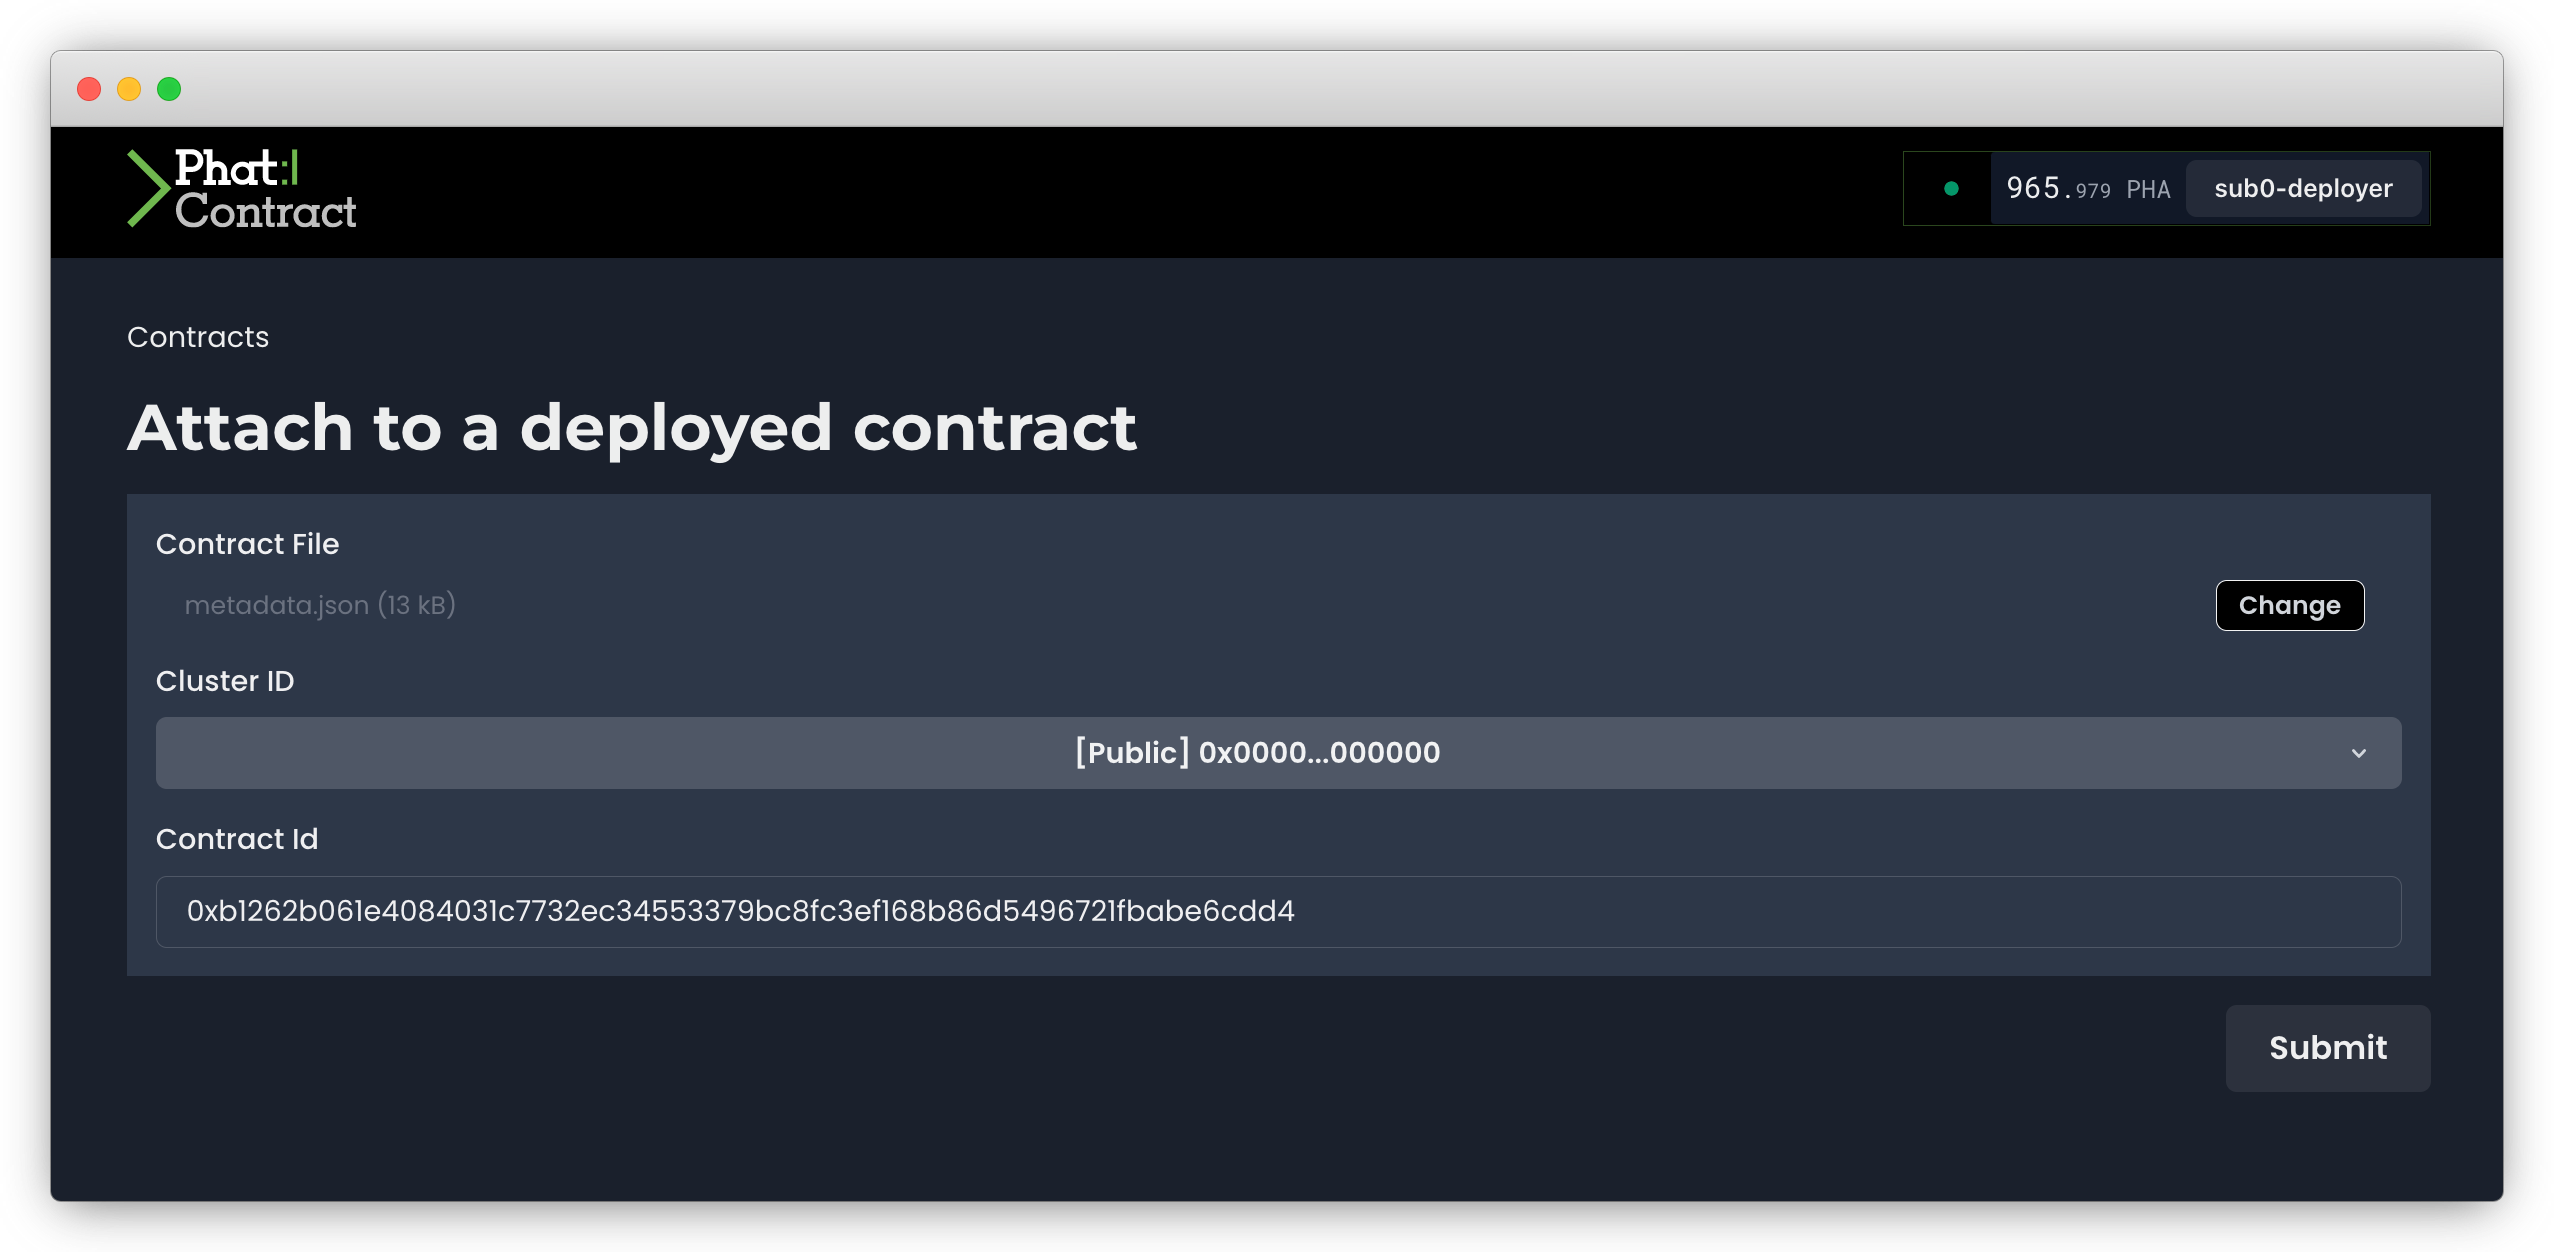 Phat:|
Contract
965.979 PHA
sub0-deployer
Contracts
Attach to a deployed contract
Contract File
metadata.json (13 kB)
Change
Cluster ID
[Public] 0x0000...000000
Contract Id
0xb1262b061e4084031c7732ec34553379bc8fc3ef168b86d5496721fbabe6cdd4
Submit